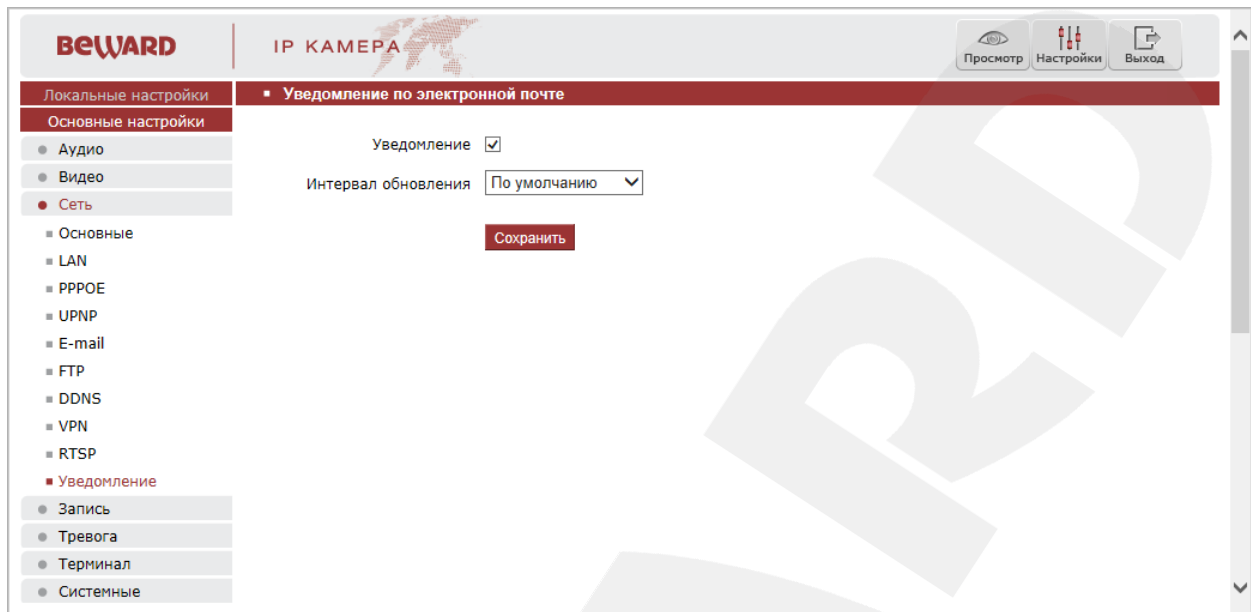 BEWARD
IP КАМЕРА
Просмотр Настройки Выход
Локальные настройки
Уведомление по электронной почте
Основные настройки
Аудио
Уведомление
Видео
Интервал обновления По умолчанию
Сеть
Основные
Сохранить
LAN
PPPOE
UPNP
E-mail
FTP
DDNS
VPN
RTSP
Уведомление
Запись
Тревога
Терминал
Системные